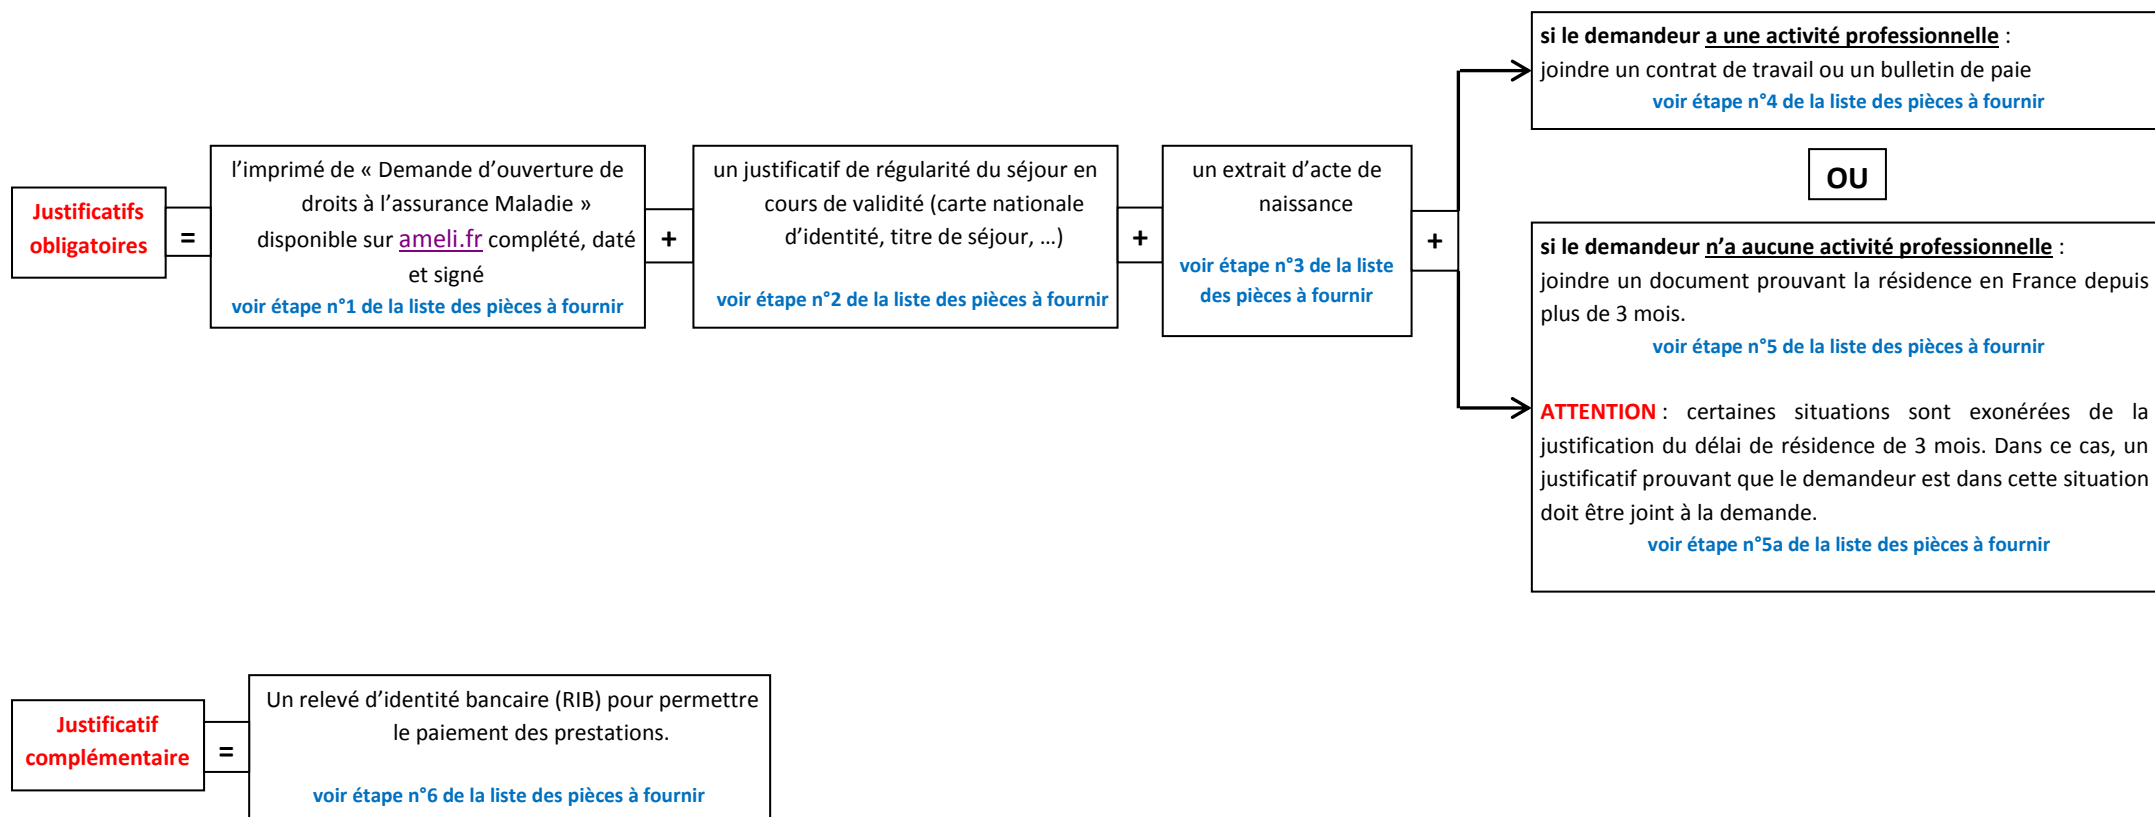 Justificatifs
obligatoires
=
l’imprimé de « Demande d’ouverture de
droits à l’assurance Maladie »
disponible sur ameli.fr complété, daté
et signé
voir étape n°1 de la liste des pièces à fournir
+
un justificatif de régularité du séjour en
cours de validité (carte nationale
d’identité, titre de séjour, …)
voir étape n°2 de la liste des pièces à fournir
+
un extrait d’acte de
naissance
voir étape n°3 de la liste
des pièces à fournir
+
si le demandeur a une activité professionnelle :
joindre un contrat de travail ou un bulletin de paie
voir étape n°4 de la liste des pièces à fournir
OU
si le demandeur n’a aucune activité professionnelle :
joindre un document prouvant la résidence en France depuis
plus de 3 mois.
voir étape n°5 de la liste des pièces à fournir
ATTENTION : certaines situations sont exonérées de la
justification du délai de résidence de 3 mois. Dans ce cas, un
justificatif prouvant que le demandeur est dans cette situation
doit être joint à la demande.
voir étape n°5a de la liste des pièces à fournir
Justificatif
complémentaire
=
Un relevé d’identité bancaire (RIB) pour permettre
le paiement des prestations.
voir étape n°6 de la liste des pièces à fournir